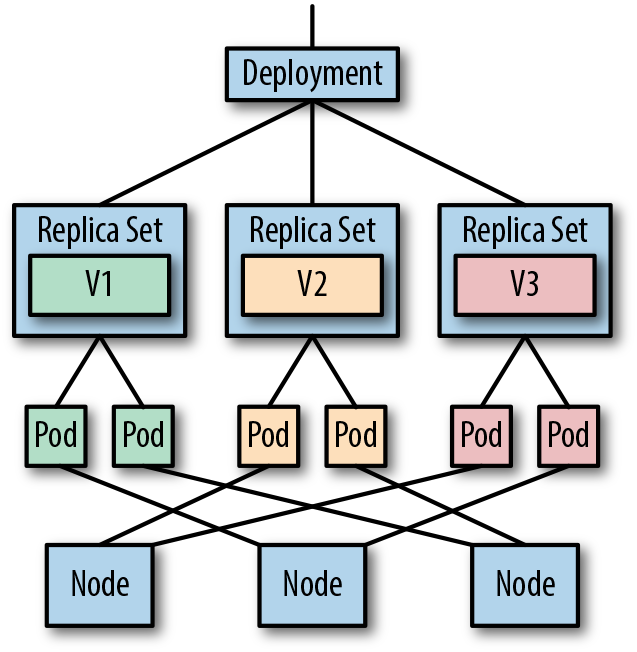 Deployment
Replica Set
V1
Replica Set
V2
Replica Set
V3
Pod
Pod
Pod
Pod
Pod
Pod
Node
Node
Node